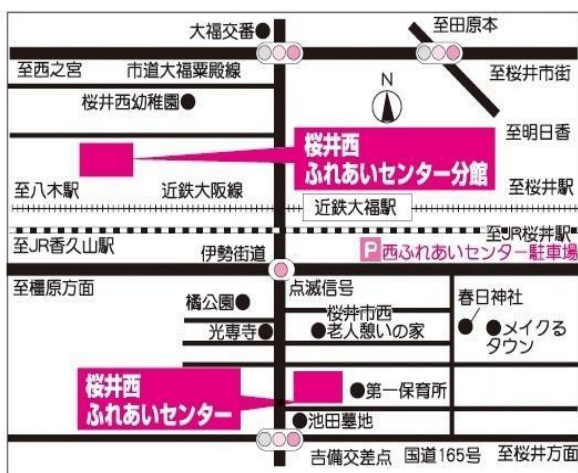 大福交番
至田原本
至西之宮
市道大福粟殿線
至桜井市街
桜井西幼稚園
N
至明日香
桜井西
ふれあいセンター分館
至八木駅
近鉄大阪線
至桜井駅
近鉄大福駅
至JR香久山駅
伊勢街道
至JR桜井駅
P西ふれあいセンター駐車場
至橿原方面
点滅信号
春日神社
橘公園
桜井市西
老人憩いの家
メイクる
タウン
光専寺
桜井西
ふれあいセンター
第一保育所
池田墓地
吉備交差点
国道165号
至桜井方面